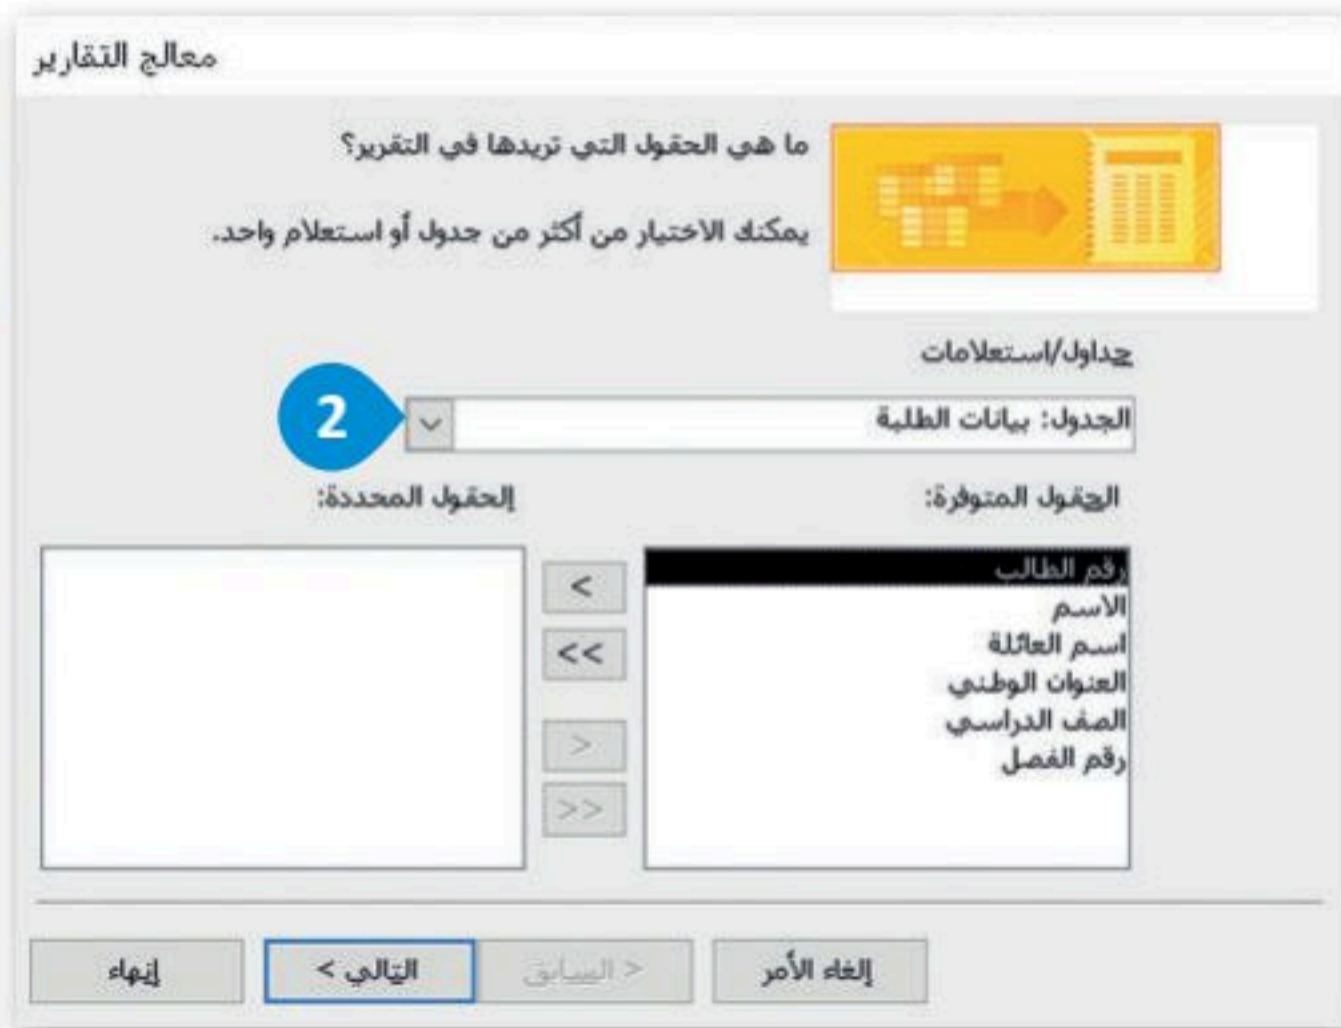 معالج التقارير
ما هي الحقول التي تريدها في التقرير؟
يمكنك الاختيار من أكثر من جدول أو استعلام واحد.
جداول/استعلامات
الجدول: بيانات الطلبة
2
الحقول المتوفرة:
الحقول المحددة:
رقم الطالب
الاسم
اسم العائلة
العنوان الوطني
الصف الدراسي
رقم الفصل
>
>>
<
<<
إلغاء الأمر
< السابق
التالي >
إنهاء